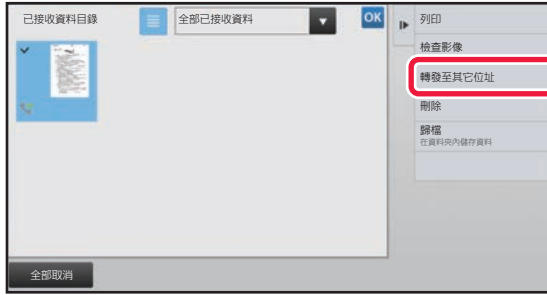 已接收資料目錄
全部已接收資料
OK
列印
檢查影像
轉發至其它位址
刪除
歸檔
在資料夾內儲存資料
全部取消